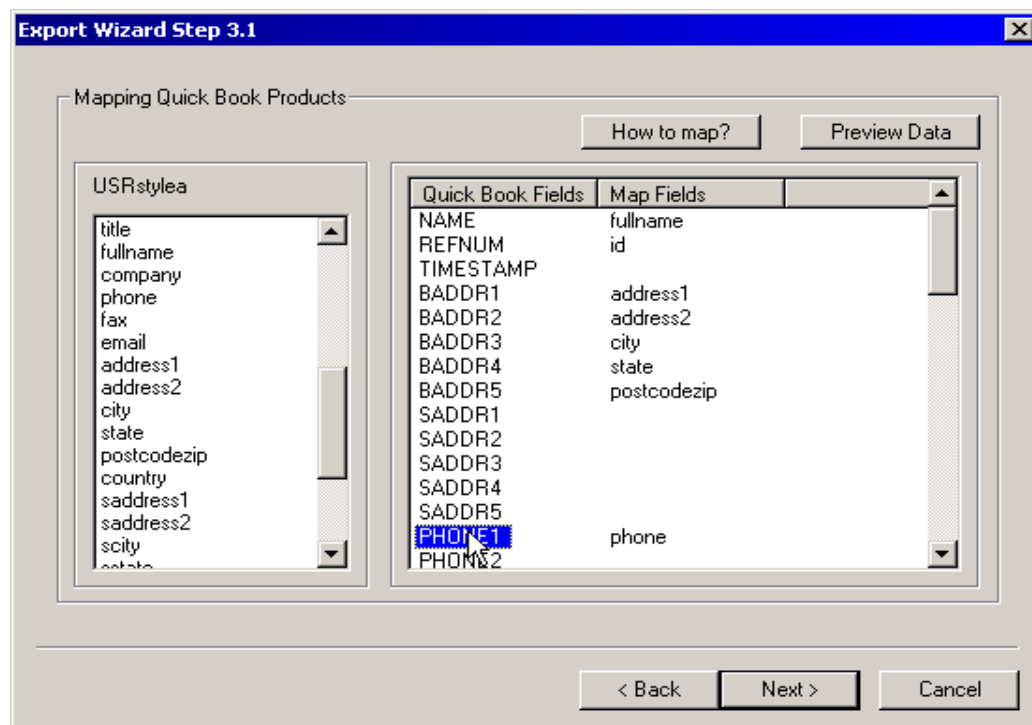 Export Wizard Step 3.1
Mapping Quick Book Products
How to map?
Preview Data
USRstylea
title
fullname
company
phone
fax
email
address1
address2
city
state
postcodezip
country
saddress1
saddress2
scity
Quick Book Fields Map Fields
NAME fullname
REFNUM id
TIMESTAMP
BADDR1 address1
BADDR2 address2
BADDR3 city
BADDR4 state
BADDR5 postcodezip
SADDR1
SADDR2
SADDR3
SADDR4
SADDR5
PHONE1 phone
PHONE2
< Back
Next >
Cancel